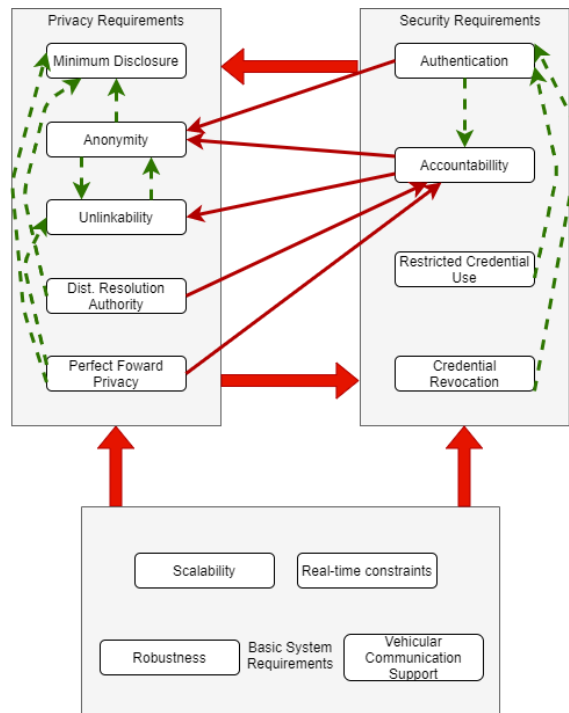 Privacy Requirements
Minimum Disclosure
Anonymity
Unlinkability
Dist. Resolution
Authority
Perfect Foward
Privacy
Security Requirements
Authentication
Accountabillity
Restricted Credential
Use
Credential
Revocation
Scalability
Real-time constraints
Robustness
Basic System
Requirements
Vehicular
Communication
Support